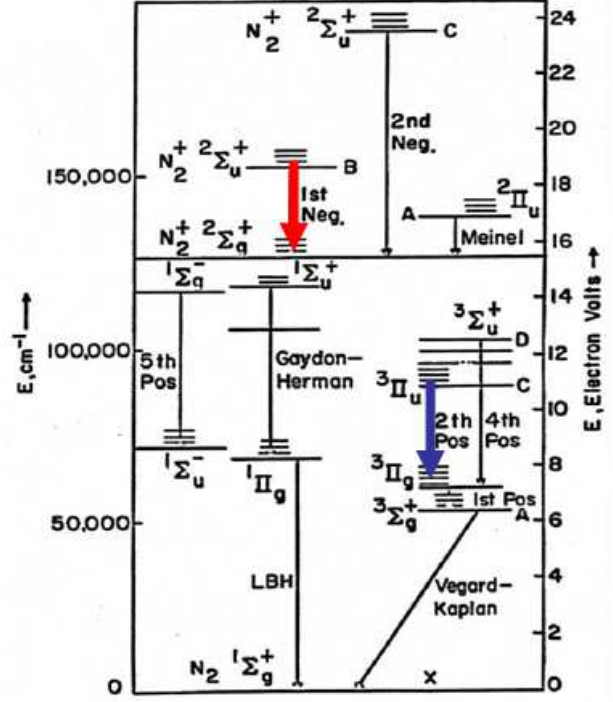 24
N₂⁺ ²Σᵤ⁺ C
22
20
2nd
Neg.
18
N₂⁺ ²Σᵤ⁺ B
150,000
1st
Neg.
²Πᵤ
A
Meinel
16
N₂⁺ ²Σg⁺
¹Σg⁻
¹Σᵤ⁺
14
³Σᵤ⁺
D
12
100,000
5th
Pos
Gaydon-
Herman
³Πᵤ
C
10
2th
Pos
4th
Pos
8
¹Σᵤ⁻
¹Πg
³Πg
1st Pos
50,000
³Σg⁺
A
6
LBH
Vegard-
Kaplan
4
2
N₂ ¹Σg⁺
X
0
0
E, cm⁻¹ →
E, Electron Volts →